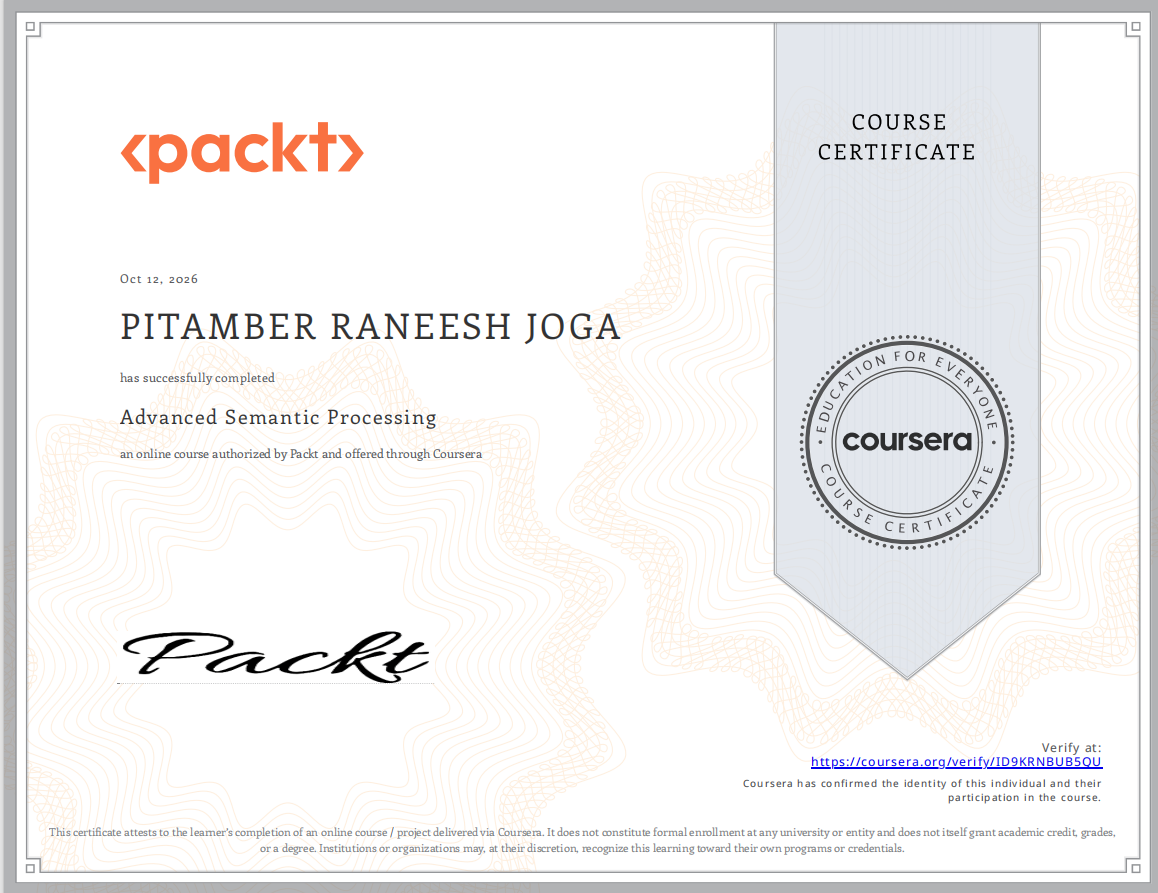 <packt>
COURSE
CERTIFICATE
Oct 12, 2026
PITAMBER RANEESH JOGA
has successfully completed
Advanced Semantic Processing
an online course authorized by Packt and offered through Coursera
EDUCATION FOR EVERYONE
coursera
COURSE CERTIFICATE
Packt
Verify at:
https://coursera.org/verify/ID9KRNBUB5QU
Coursera has confirmed the identity of this individual and their
participation in the course.
This certificate attests to the learner's completion of an online course / project delivered via Coursera. It does not constitute formal enrollment at any university or entity and does not itself grant academic credit, grades,
or a degree. Institutions or organizations may, at their discretion, recognize this learning toward their own programs or credentials.